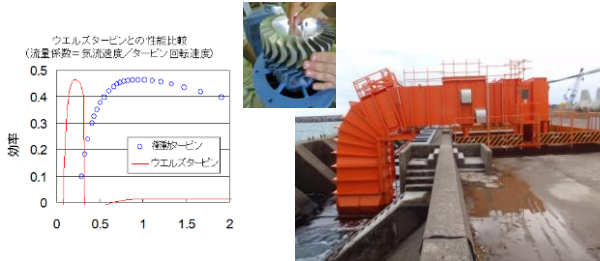 ウエルズタービンとの性能比較
(流量係数=気流速度/タービン回転速度)
0.5
0.4
0.3
0.2
0.1
0
効率
衝動タービン
ウエルズタービン
0 0.5 1 1.5 2